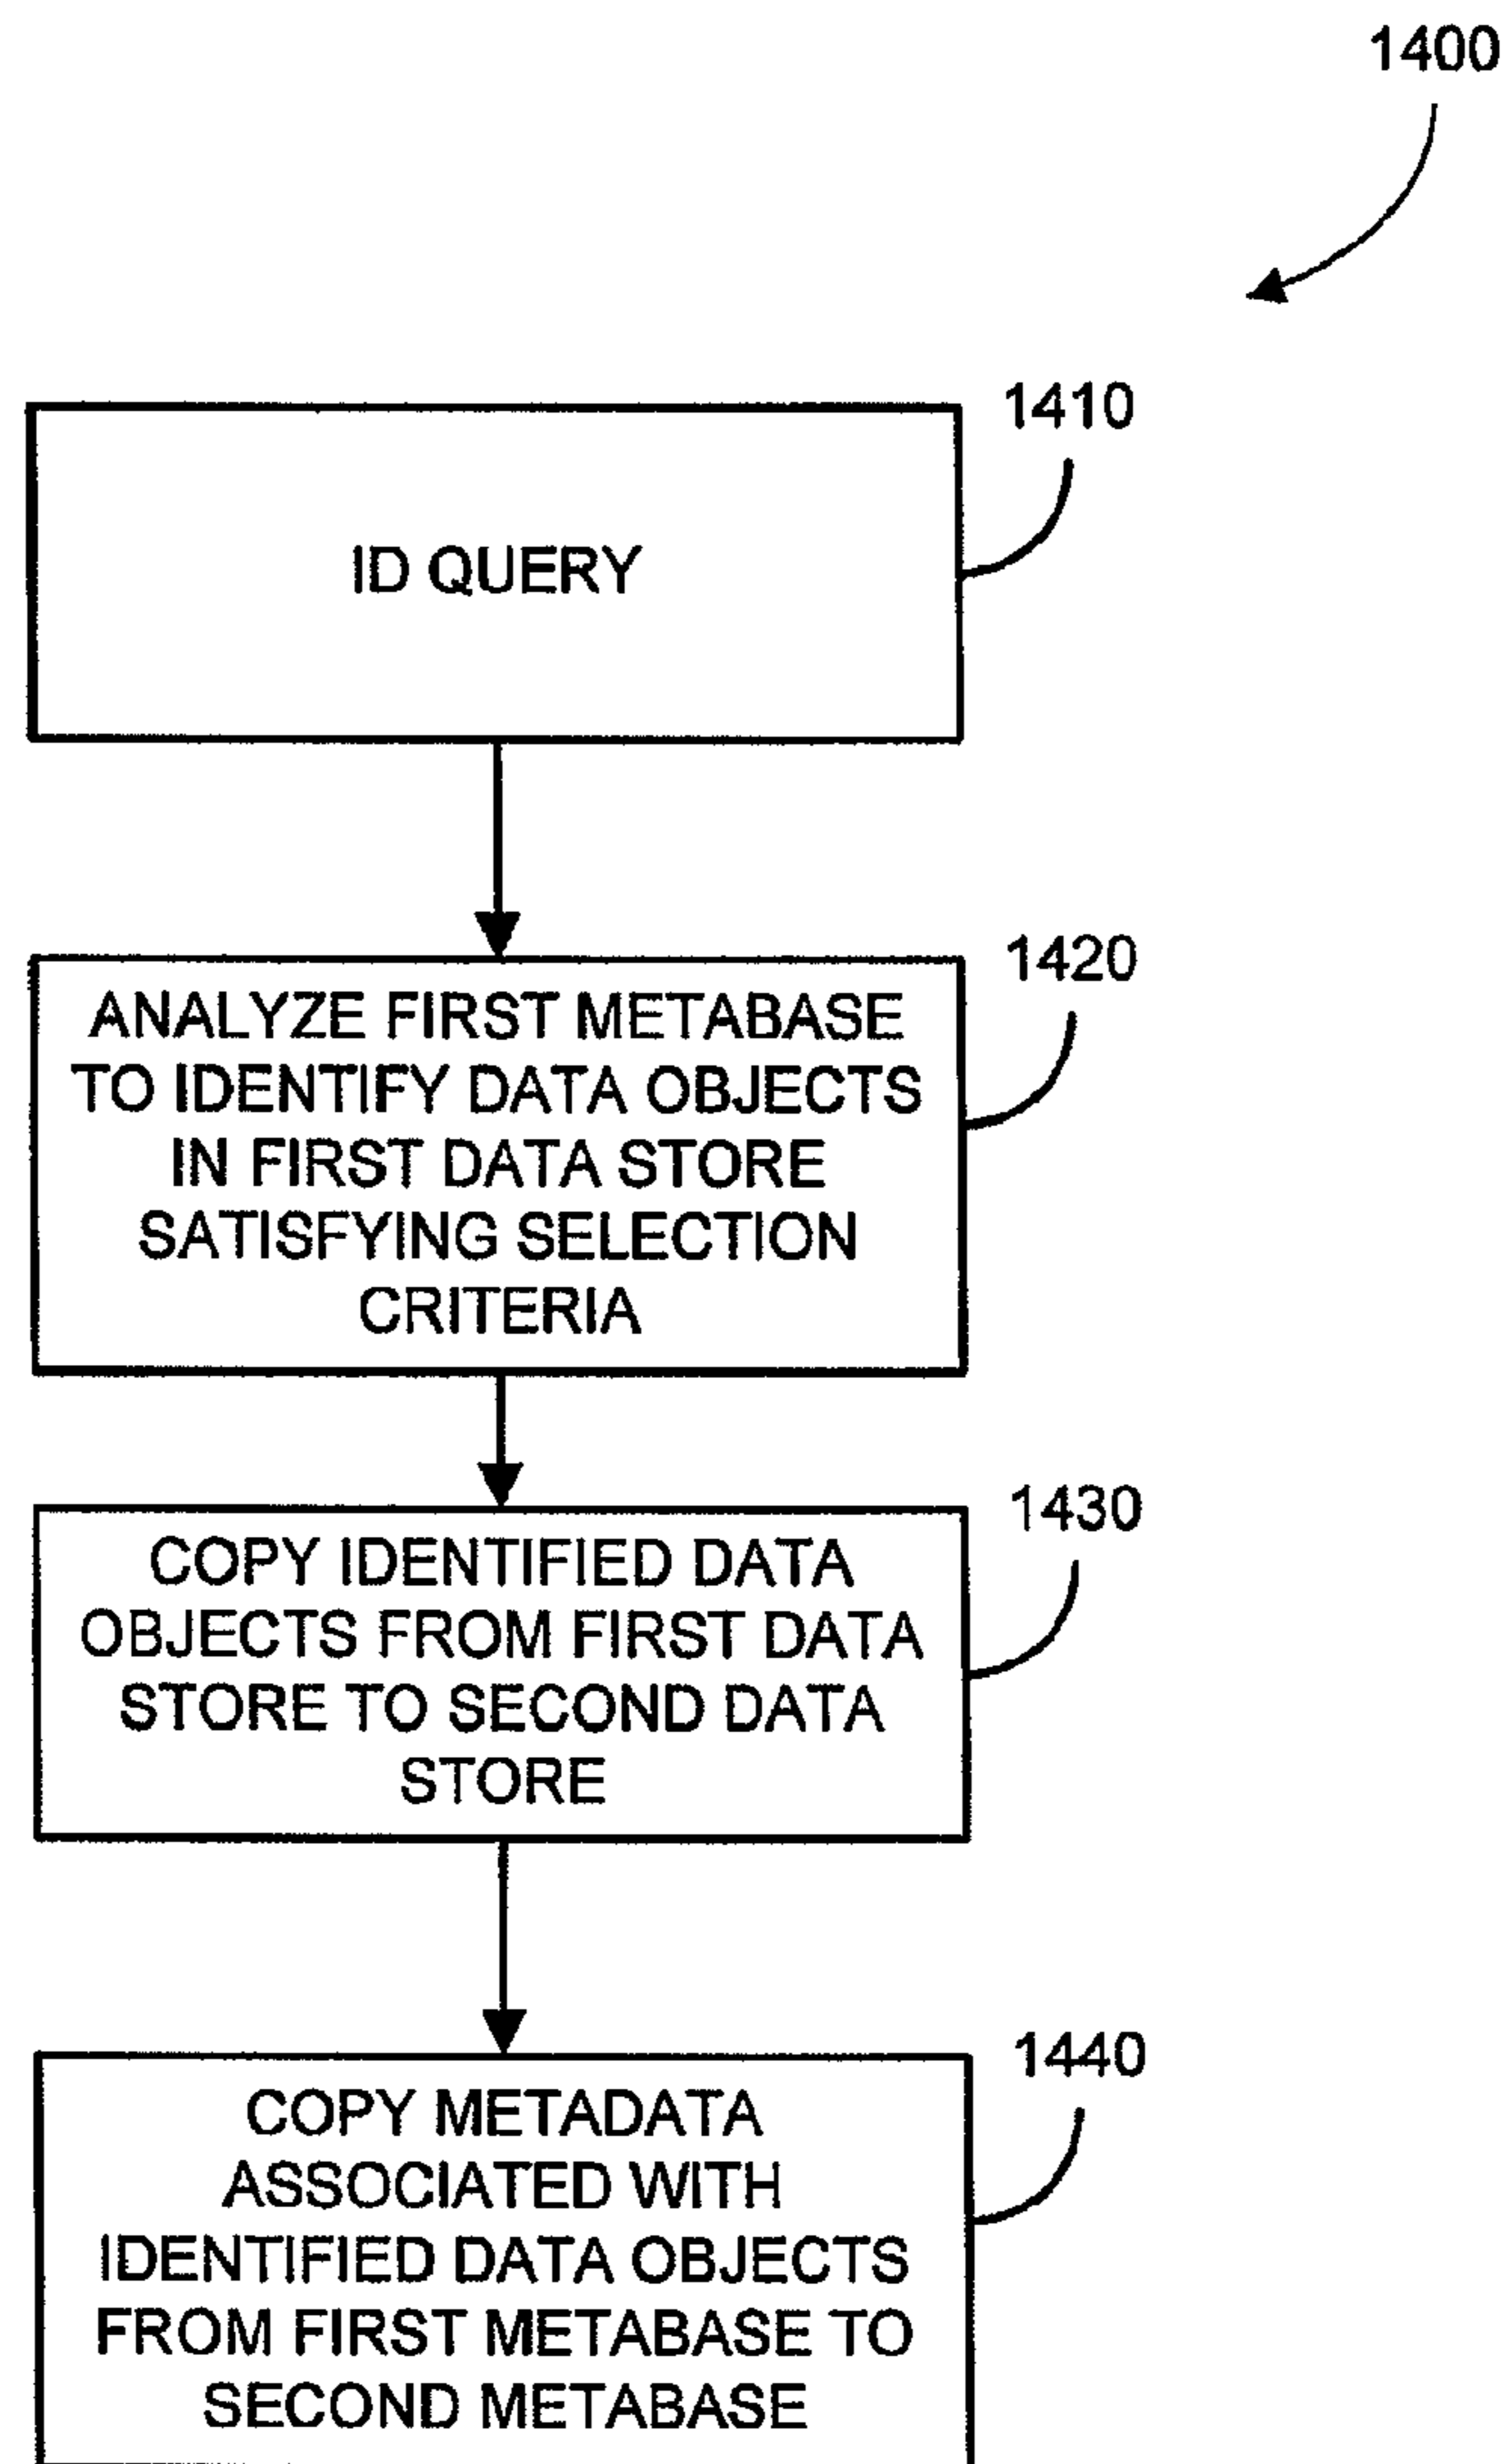 1400
1410
ID QUERY
1420
ANALYZE FIRST METABASE
TO IDENTIFY DATA OBJECTS
IN FIRST DATA STORE
SATISFYING SELECTION
CRITERIA
1430
COPY IDENTIFIED DATA
OBJECTS FROM FIRST DATA
STORE TO SECOND DATA
STORE
1440
COPY METADATA
ASSOCIATED WITH
IDENTIFIED DATA OBJECTS
FROM FIRST METABASE TO
SECOND METABASE